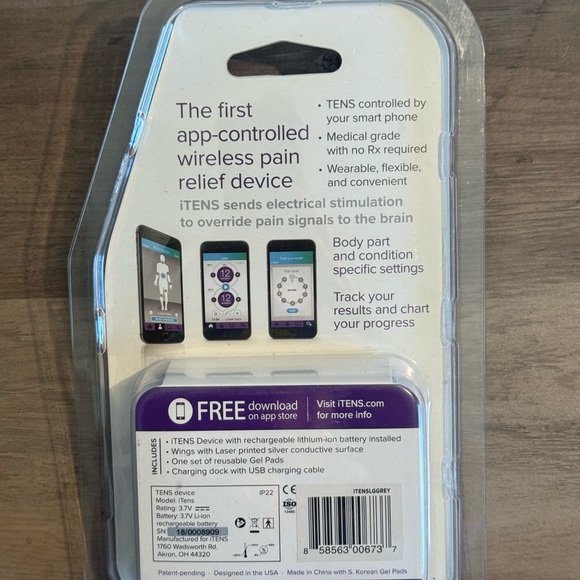 The first
app-controlled
wireless pain
relief device
• TENS controlled by
your smart phone
• Medical grade
with no Rx required
• Wearable, flexible,
and convenient
iTENS sends electrical stimulation
to override pain signals to the brain
12
12
Body part
and condition
specific settings
Track your
results and chart
your progress
FREE download
on app store
Visit iTENS.com
for more info
INCLUDES
• iTENS Device with rechargeable lithium-ion battery installed
• Wings with Laser printed silver conductive surface
• One set of reusable Gel Pads
• Charging dock with USB charging cable
TENS device
Model: iTens
Rating: 3.7V
Battery: 3.7V Li-ion
rechargeable battery
SN: 18/0008909
Manufactured for iTENS
1760 Wadsworth Rd.
Akron, OH 44320
IP22
CE
ISO
13485
iTENSLGGREY
8 58563 00673 7
Patent-pending · Designed in the USA · Made in China with S. Korean Gel Pads